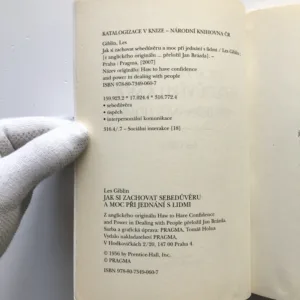 KATALOGIZACE V KNIZE – NÁRODNÍ KNIHOVNA ČR
Giblin, Les
Jak si zachovat sebedůvěru a moc při jednání s lidmi / Les Giblin ;
[z anglického originálu ... přeložil Jan Brázda]. –
Praha : Pragma, [2007]
Název originálu: How to have confidence
and power in dealing with people
ISBN 978-80-7349-060-7
159.923.2 * 17.024.4 * 316.772.4
• sebedůvěra
• úspěch
• interpersonální komunikace
316.4/.7 – Sociální interakce [18]
Les Giblin
JAK SI ZACHOVAT SEBEDŮVĚRU
A MOC PŘI JEDNÁNÍ S LIDMI
Z anglického originálu How to Have Confidence
and Power in Dealing with People přeložil Jan Brázda
Sazba a grafická úprava: PRAGMA, Tomáš
Vydalo nakladatelství PRAGMA,
V Hodkovičkách 2/20, 147 00 Praha 4.
© 1956 by Prentice-Hall, Inc.
© PRAGMA
ISBN 978-80-7349-060-7